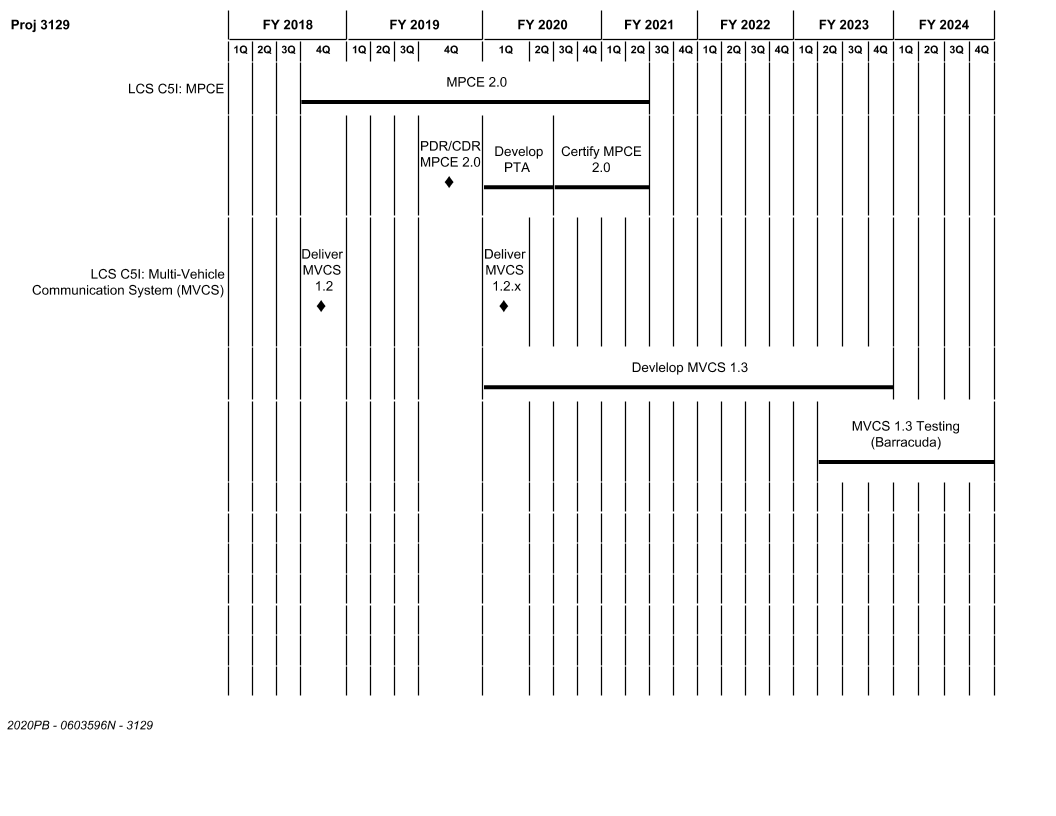 Proj 3129
FY 2018 FY 2019 FY 2020 FY 2021 FY 2022 FY 2023 FY 2024
1Q 2Q 3Q 4Q 1Q 2Q 3Q 4Q 1Q 2Q 3Q 4Q 1Q 2Q 3Q 4Q 1Q 2Q 3Q 4Q 1Q 2Q 3Q 4Q 1Q 2Q 3Q 4Q
LCS C5I: MPCE
MPCE 2.0
PDR/CDR
MPCE 2.0
Develop
PTA
Certify MPCE
2.0
LCS C5I: Multi-Vehicle
Communication System (MVCS)
Deliver
MVCS
1.2
Deliver
MVCS
1.2.x
Devlelop MVCS 1.3
MVCS 1.3 Testing
(Barracuda)
2020PB - 0603596N - 3129